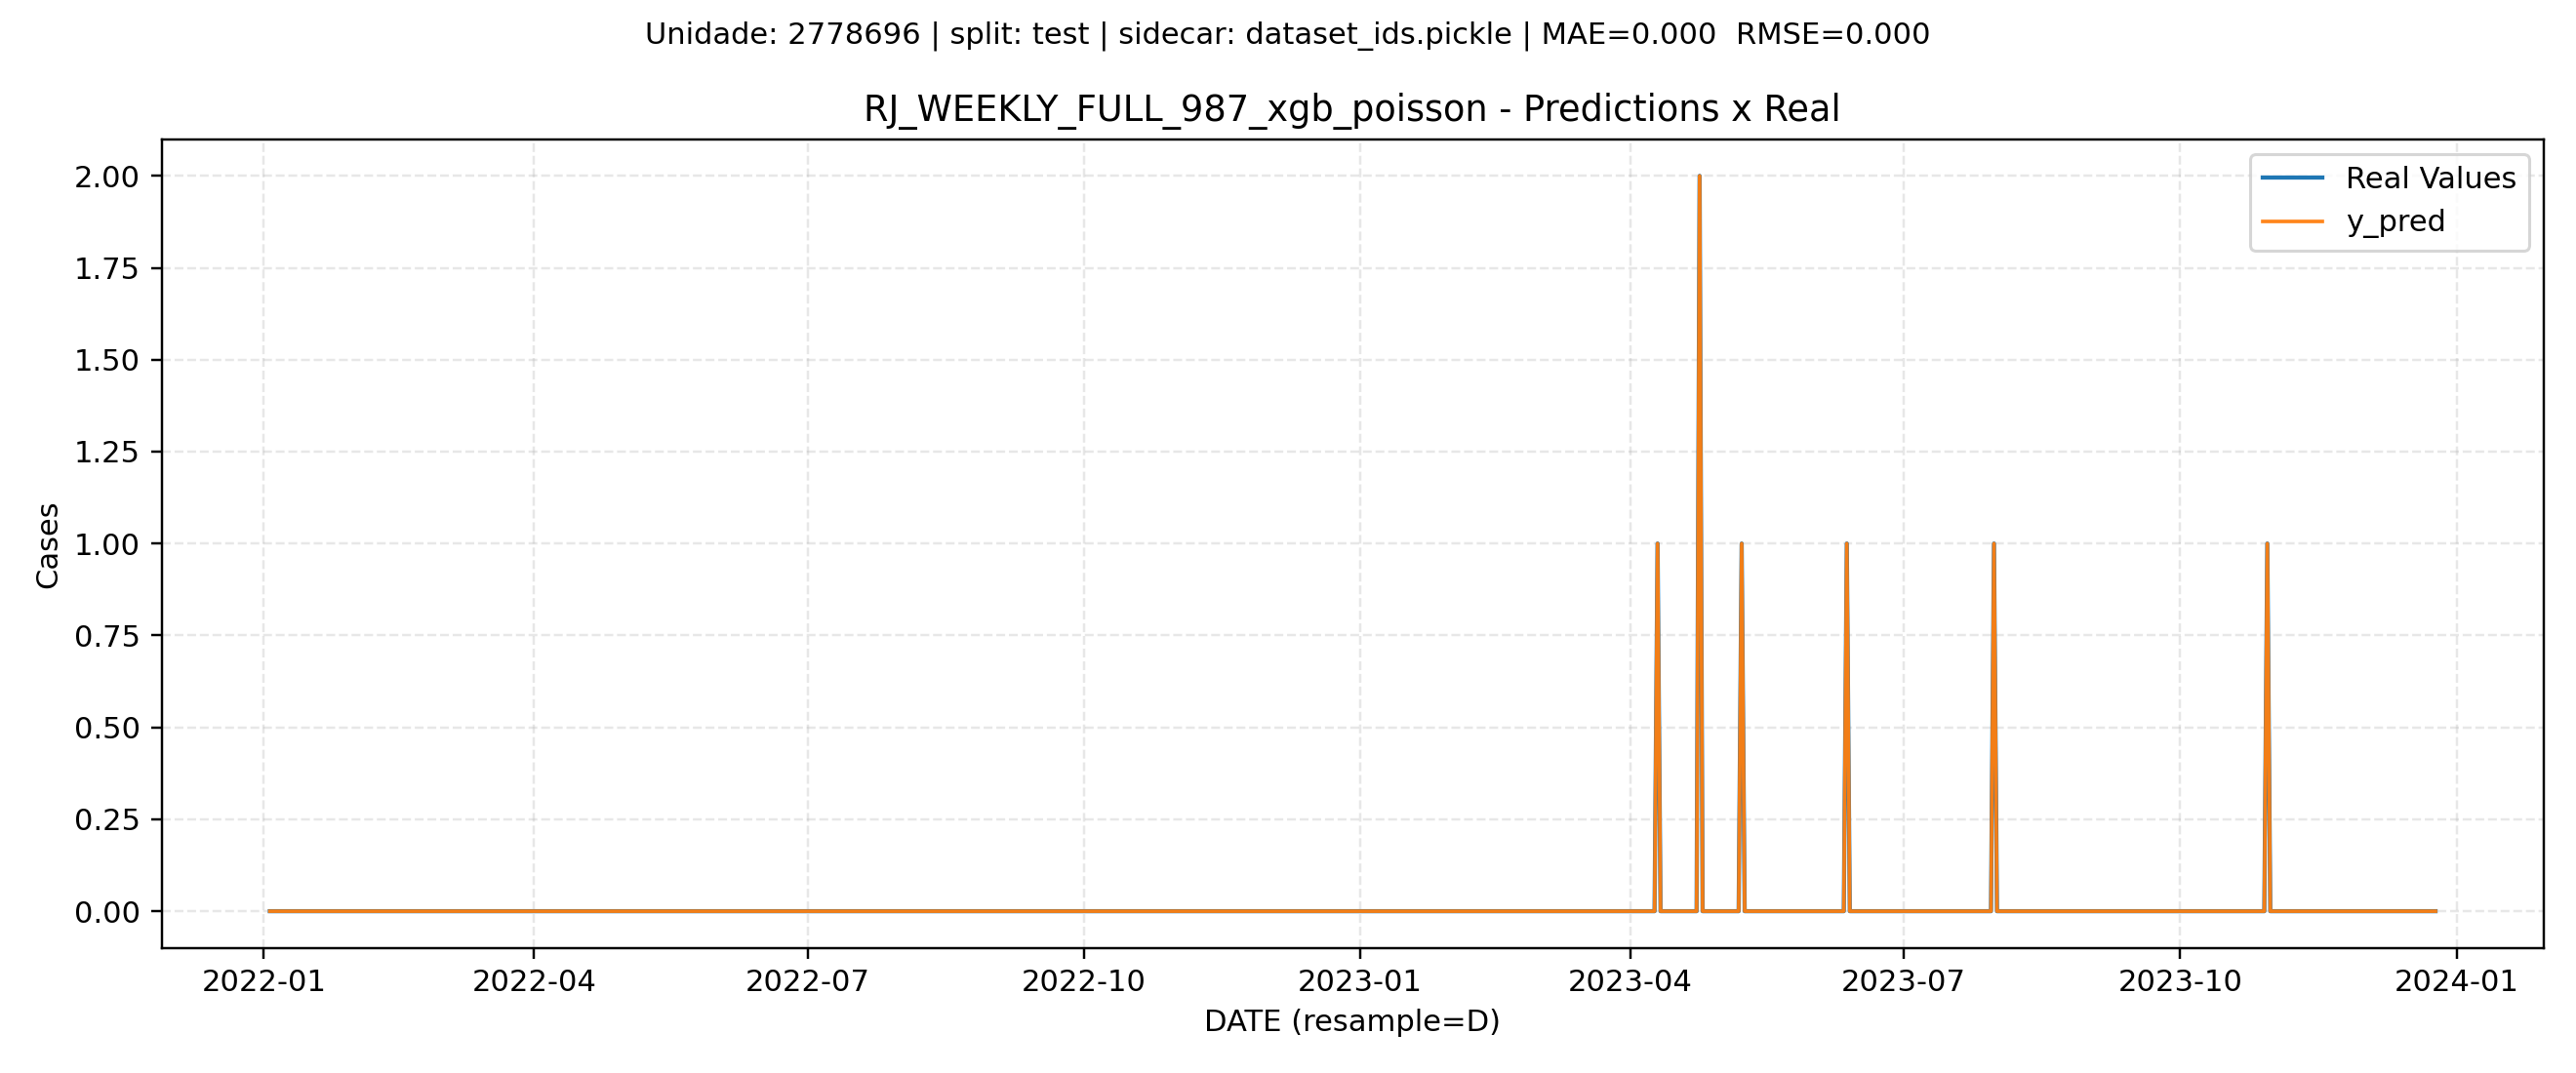 Unidade: 2778696 | split: test | sidecar: dataset_ids.pickle | MAE=0.000  RMSE=0.000
RJ_WEEKLY_FULL_987_xgb_poisson - Predictions x Real
Real Values
y_pred
Cases
2.00
1.75
1.50
1.25
1.00
0.75
0.50
0.25
0.00
2022-01 2022-04 2022-07 2022-10 2023-01 2023-04 2023-07 2023-10 2024-01
DATE (resample=D)